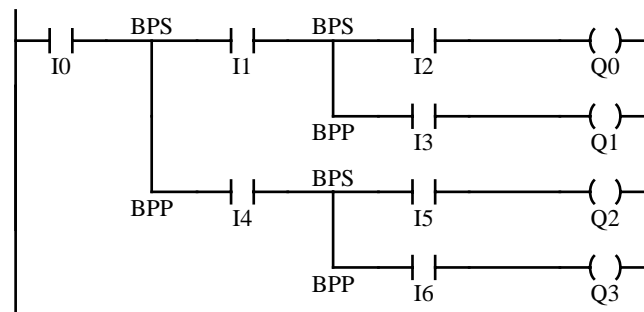 BPS BPS
I0 I1 I2 Q0
BPP I3 Q1
BPS
BPP I4 I5 Q2
BPP I6 Q3